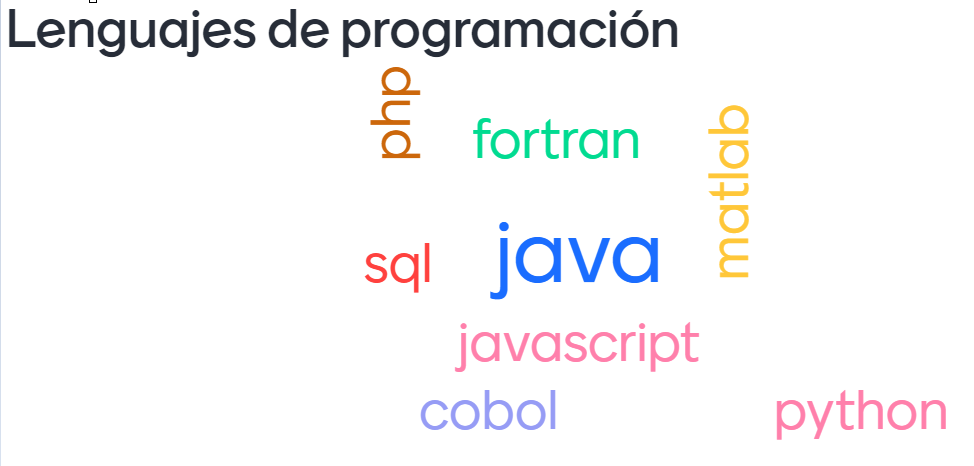 Lenguajes de programación
php
fortran
matlab
sql
java
javascript
cobol
python